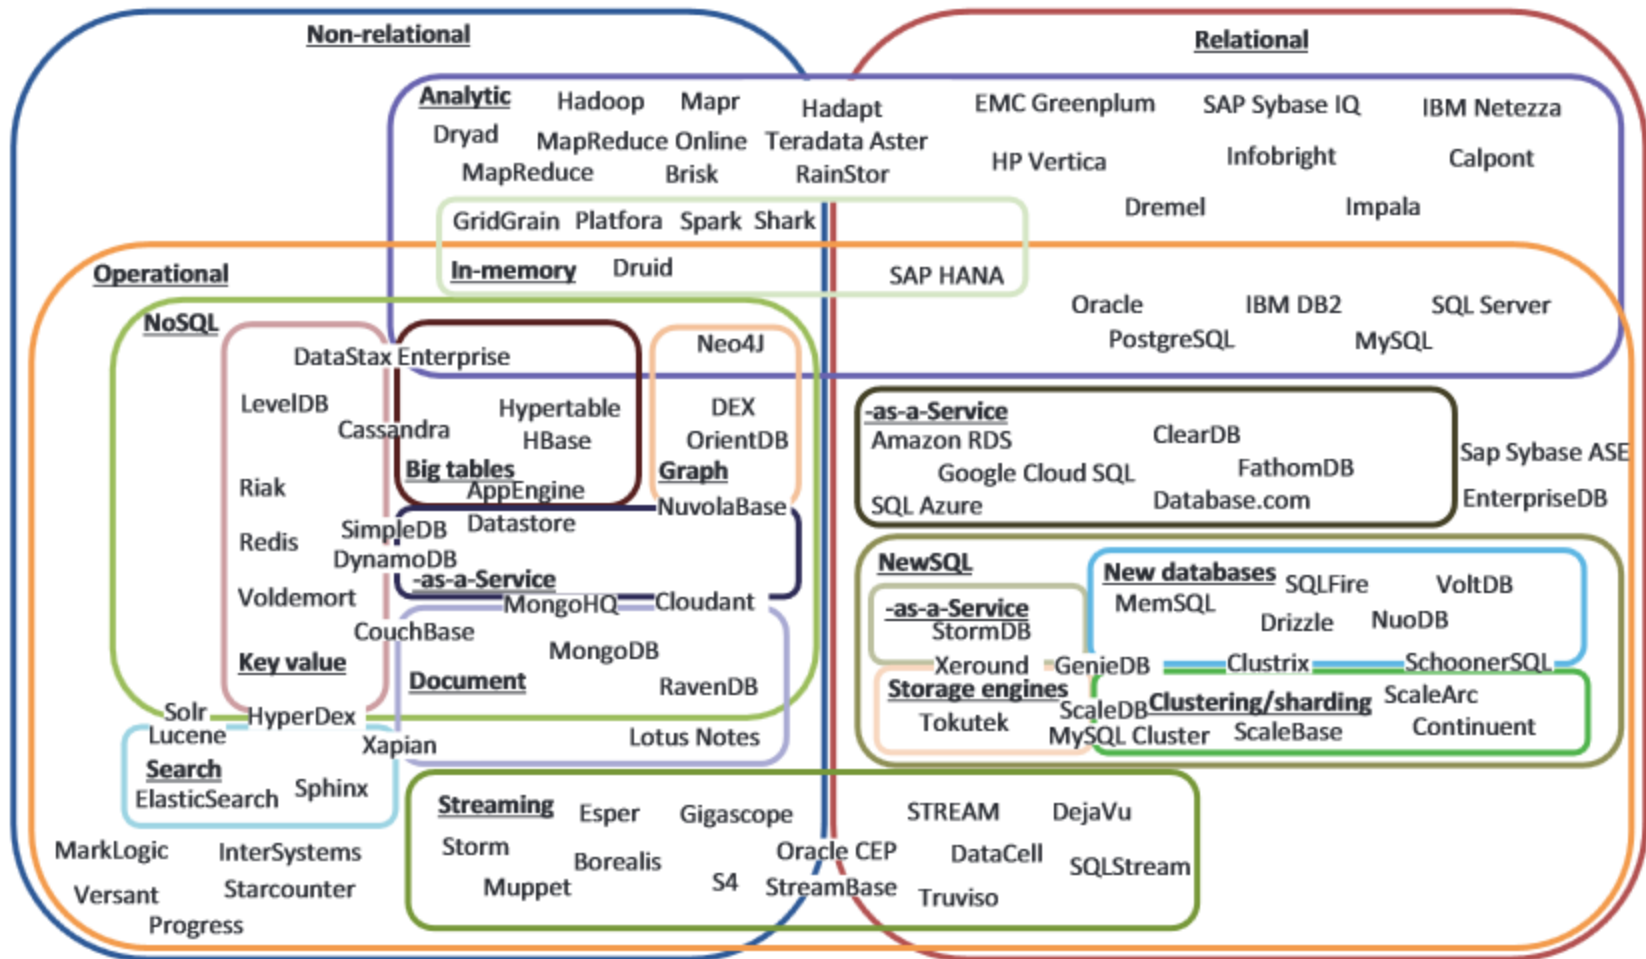 Non-relational
Relational
Analytic
Hadoop
Mapr
Hadapt
EMC Greenplum
SAP Sybase IQ
IBM Netezza
Dryad
MapReduce Online
Teradata Aster
MapReduce
Brisk
RainStor
HP Vertica
Infobright
Calpont
Dremel
Impala
GridGrain
Platfora
Spark
Shark
In-memory
Druid
SAP HANA
Operational
Oracle
IBM DB2
SQL Server
PostgreSQL
MySQL
NoSQL
DataStax Enterprise
Neo4J
LevelDB
Cassandra
Hypertable
HBase
DEX
OrientDB
Big tables
Graph
Riak
AppEngine
Datastore
NuvolaBase
SimpleDB
Redis
DynamoDB
-as-a-Service
Voldemort
MongoHQ
Cloudant
CouchBase
MongoDB
Key value
Document
RavenDB
Solr
HyperDex
Lucene
Xapian
Lotus Notes
Search
ElasticSearch
Sphinx
-as-a-Service
Amazon RDS
ClearDB
Google Cloud SQL
FathomDB
SQL Azure
Database.com
Sap Sybase ASE
EnterpriseDB
NewSQL
-as-a-Service
StormDB
New databases
SQLFire
VoltDB
MemSQL
Drizzle
NuoDB
Xeround
GenieDB
Clustrix
SchoonerSQL
Storage engines
Tokutek
ScaleDB
Clustering/sharding
ScaleArc
MySQL Cluster
ScaleBase
Continuent
Streaming
Esper
Gigascope
STREAM
DejaVu
Storm
Borealis
Oracle CEP
DataCell
SQLStream
Muppet
S4
StreamBase
Truviso
MarkLogic
InterSystems
Versant
Starcounter
Progress